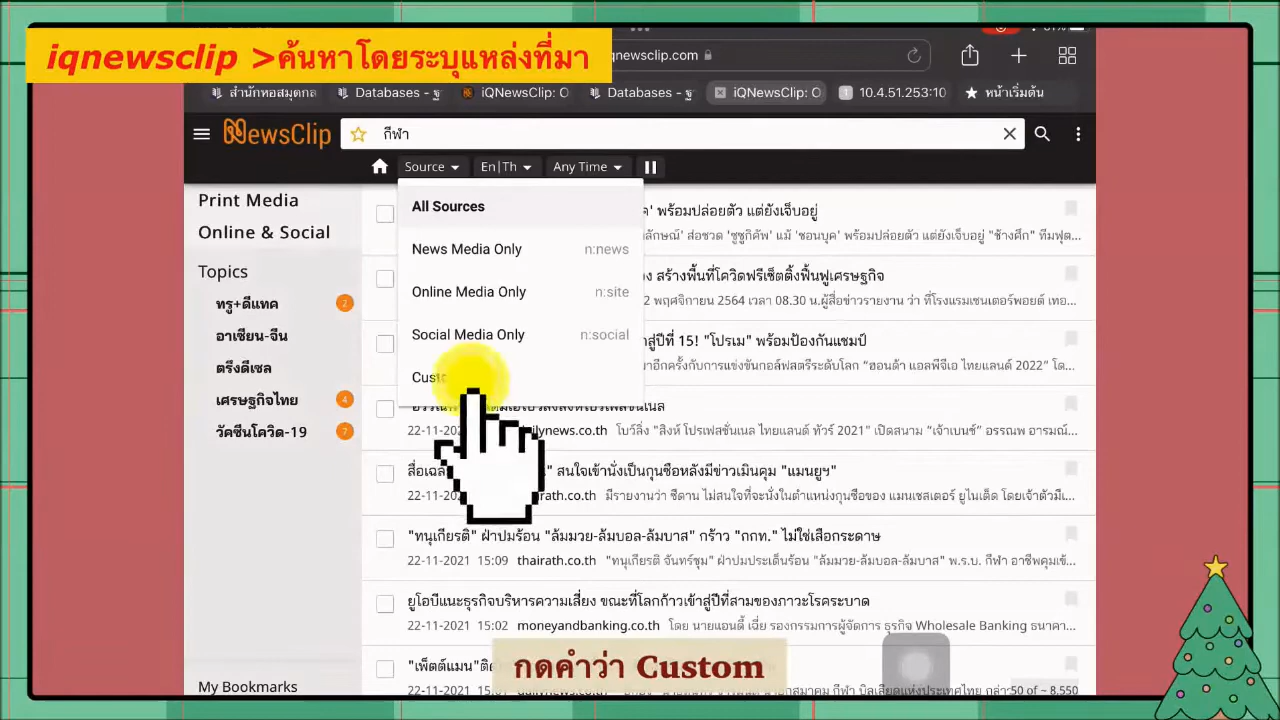 iqnewsclip >ค้นหาโดยระบุแหล่งที่มา
qnewsclip.com
สำนักหอสมุดกล
Databases - ฐ
iQNewsClip: O
Databases - ฐ
iQNewsClip: O
10.4.51.253:10
หน้าเริ่มต้น
NewsClip
กีฬา
Source
En|Th
Any Time
Print Media
Online & Social
Topics
ทรู+ดีแทค 2
อาเซียน-จีน
ตรึงดีเซล
เศรษฐกิจไทย 4
วัคซีนโควิด-19 7
My Bookmarks
All Sources
News Media Only n:news
Online Media Only n:site
Social Media Only n:social
' พร้อมปล่อยตัว แต่ยังเจ็บอยู่
ลักษณ์' ส่อชวด 'ซูซูกิคัพ' แม้ 'ชอนบุค' พร้อมปล่อยตัว แต่ยังเจ็บอยู่ "ช้างศึก" ทีมฟุต...
สร้างพื้นที่โควิดฟรีเซ็ตติ้งฟื้นฟูเศรษฐกิจ
2 พฤศจิกายน 2564 เวลา 08.30 น.ผู้สื่อข่าวรายงาน ว่า ที่โรงแรมเซนเตอร์พอยต์ เทอ...
สู่ปีที่ 15! "โปรเม" พร้อมป้องกันแชมป์
มาอีกครั้งกับการแข่งขันกอล์ฟสตรีระดับโลก "ฮอนด้า แอลพีจีเอ ไทยแลนด์ 2022" โด...
22-11-20 ilynews.co.th โบว์ลิ่ง "สิงห์ โปรเฟสชั่นเนล ไทยแลนด์ ทัวร์ 2021" เปิดสนาม "เจ้าเบนซ์" อรรณพ อารมณ์...
สื่อเฉล " สนใจเข้านั่งเป็นกุนซือหลังมีข่าวเมินคุม "แมนยูฯ"
22-11-202 irath.co.th มีรายงานว่า ซีดาน ไม่สนใจที่จะนั่งในตำแหน่งกุนซือของ แมนเชสเตอร์ ยูไนเต็ด โดยเจ้าตัวมีเ...
"ทนุเกียรติ" ฝ่าปมร้อน "ล้มมวย-ล้มบอล-ล้มบาส" กร้าว "กกท." ไม่ใช่เสือกระดาษ
22-11-2021 15:09 thairath.co.th "ทนุเกียรติ จันทร์ชุม" ฝ่าปมประเด็นร้อน "ล้มมวย-ล้มบอล-ล้มบาส" พ.ร.บ. กีฬา อาชีพคุมเข้...
ยูโอบีแนะธุรกิจบริหารความเสี่ยง ขณะที่โลกก้าวเข้าสู่ปีที่สามของภาวะโรคระบาด
22-11-2021 15:02 moneyandbanking.co.th โดย นายแอนดี้ เฉีย รองกรรมการผู้จัดการ ธุรกิจ Wholesale Banking ธนาคา...
"เพ็ตต์แมน"
50 of ~ 8,550
กดคำว่า Custom